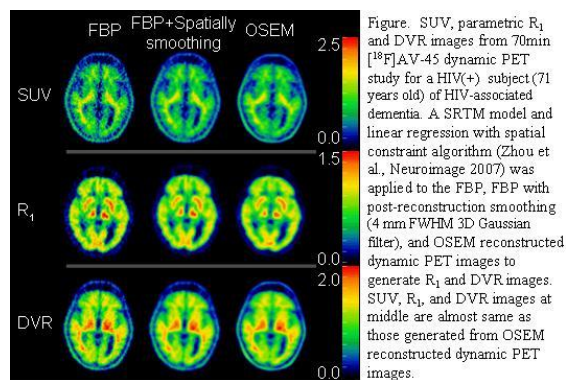 FBP
FBP+Spatially
smoothing
OSEM
SUV
2.5
0.0
R1
1.5
0.0
DVR
2.0
0.0
Figure. SUV, parametric R1
and DVR images from 70min
[18F]AV-45 dynamic PET
study for a HIV(+) subject (71
years old) of HIV-associated
dementia. A SRTM model and
linear regression with spatial
constraint algorithm (Zhou et
al., Neuroimage 2007) was
applied to the FBP, FBP with
post-reconstruction smoothing
(4 mm FWHM 3D Gaussian
filter), and OSEM reconstructed
dynamic PET images to
generate R1 and DVR images.
SUV, R1, and DVR images at
middle are almost same as
those generated from OSEM
reconstructed dynamic PET
images.